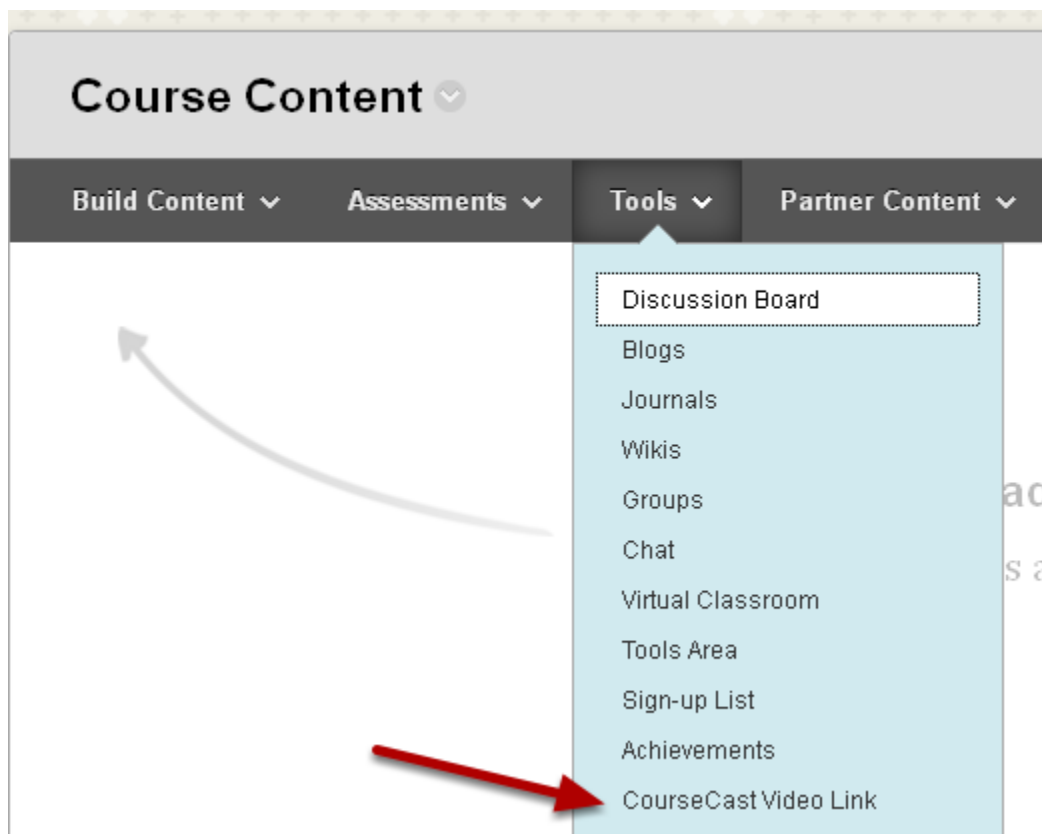 Course Content
Build Content Assessments Tools Partner Content
Discussion Board
Blogs
Journals
Wikis
Groups
Chat
Virtual Classroom
Tools Area
Sign-up List
Achievements
CourseCast Video Link